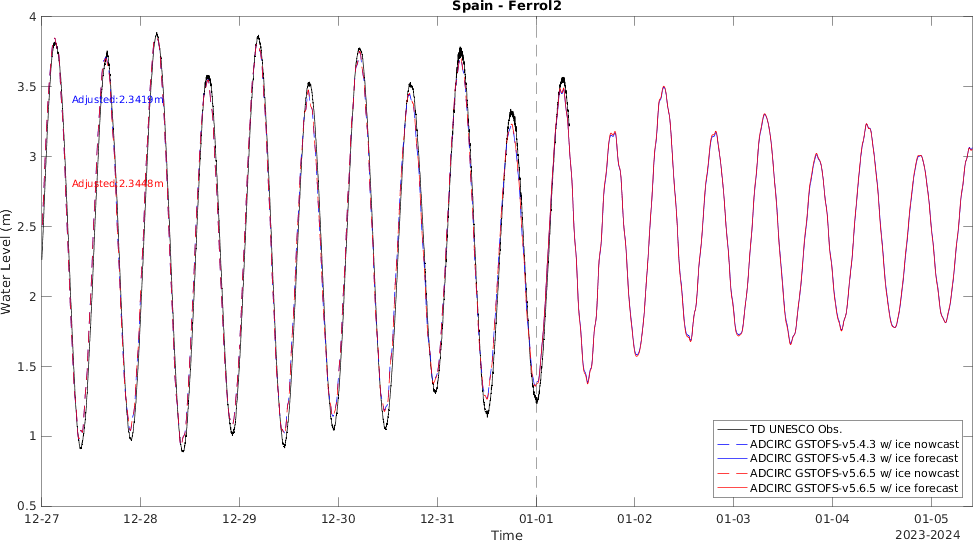 Spain - Ferrol2
4
3.5
3
2.5
2
1.5
1
0.5
Water Level (m)
Adjusted:2.3419m
Adjusted:2.3448m
TD UNESCO Obs.
ADCIRC GSTOFS-v5.4.3 w/ ice nowcast
ADCIRC GSTOFS-v5.4.3 w/ ice forecast
ADCIRC GSTOFS-v5.6.5 w/ ice nowcast
ADCIRC GSTOFS-v5.6.5 w/ ice forecast
12-27 12-28 12-29 12-30 12-31 01-01 01-02 01-03 01-04 01-05
Time
2023-2024